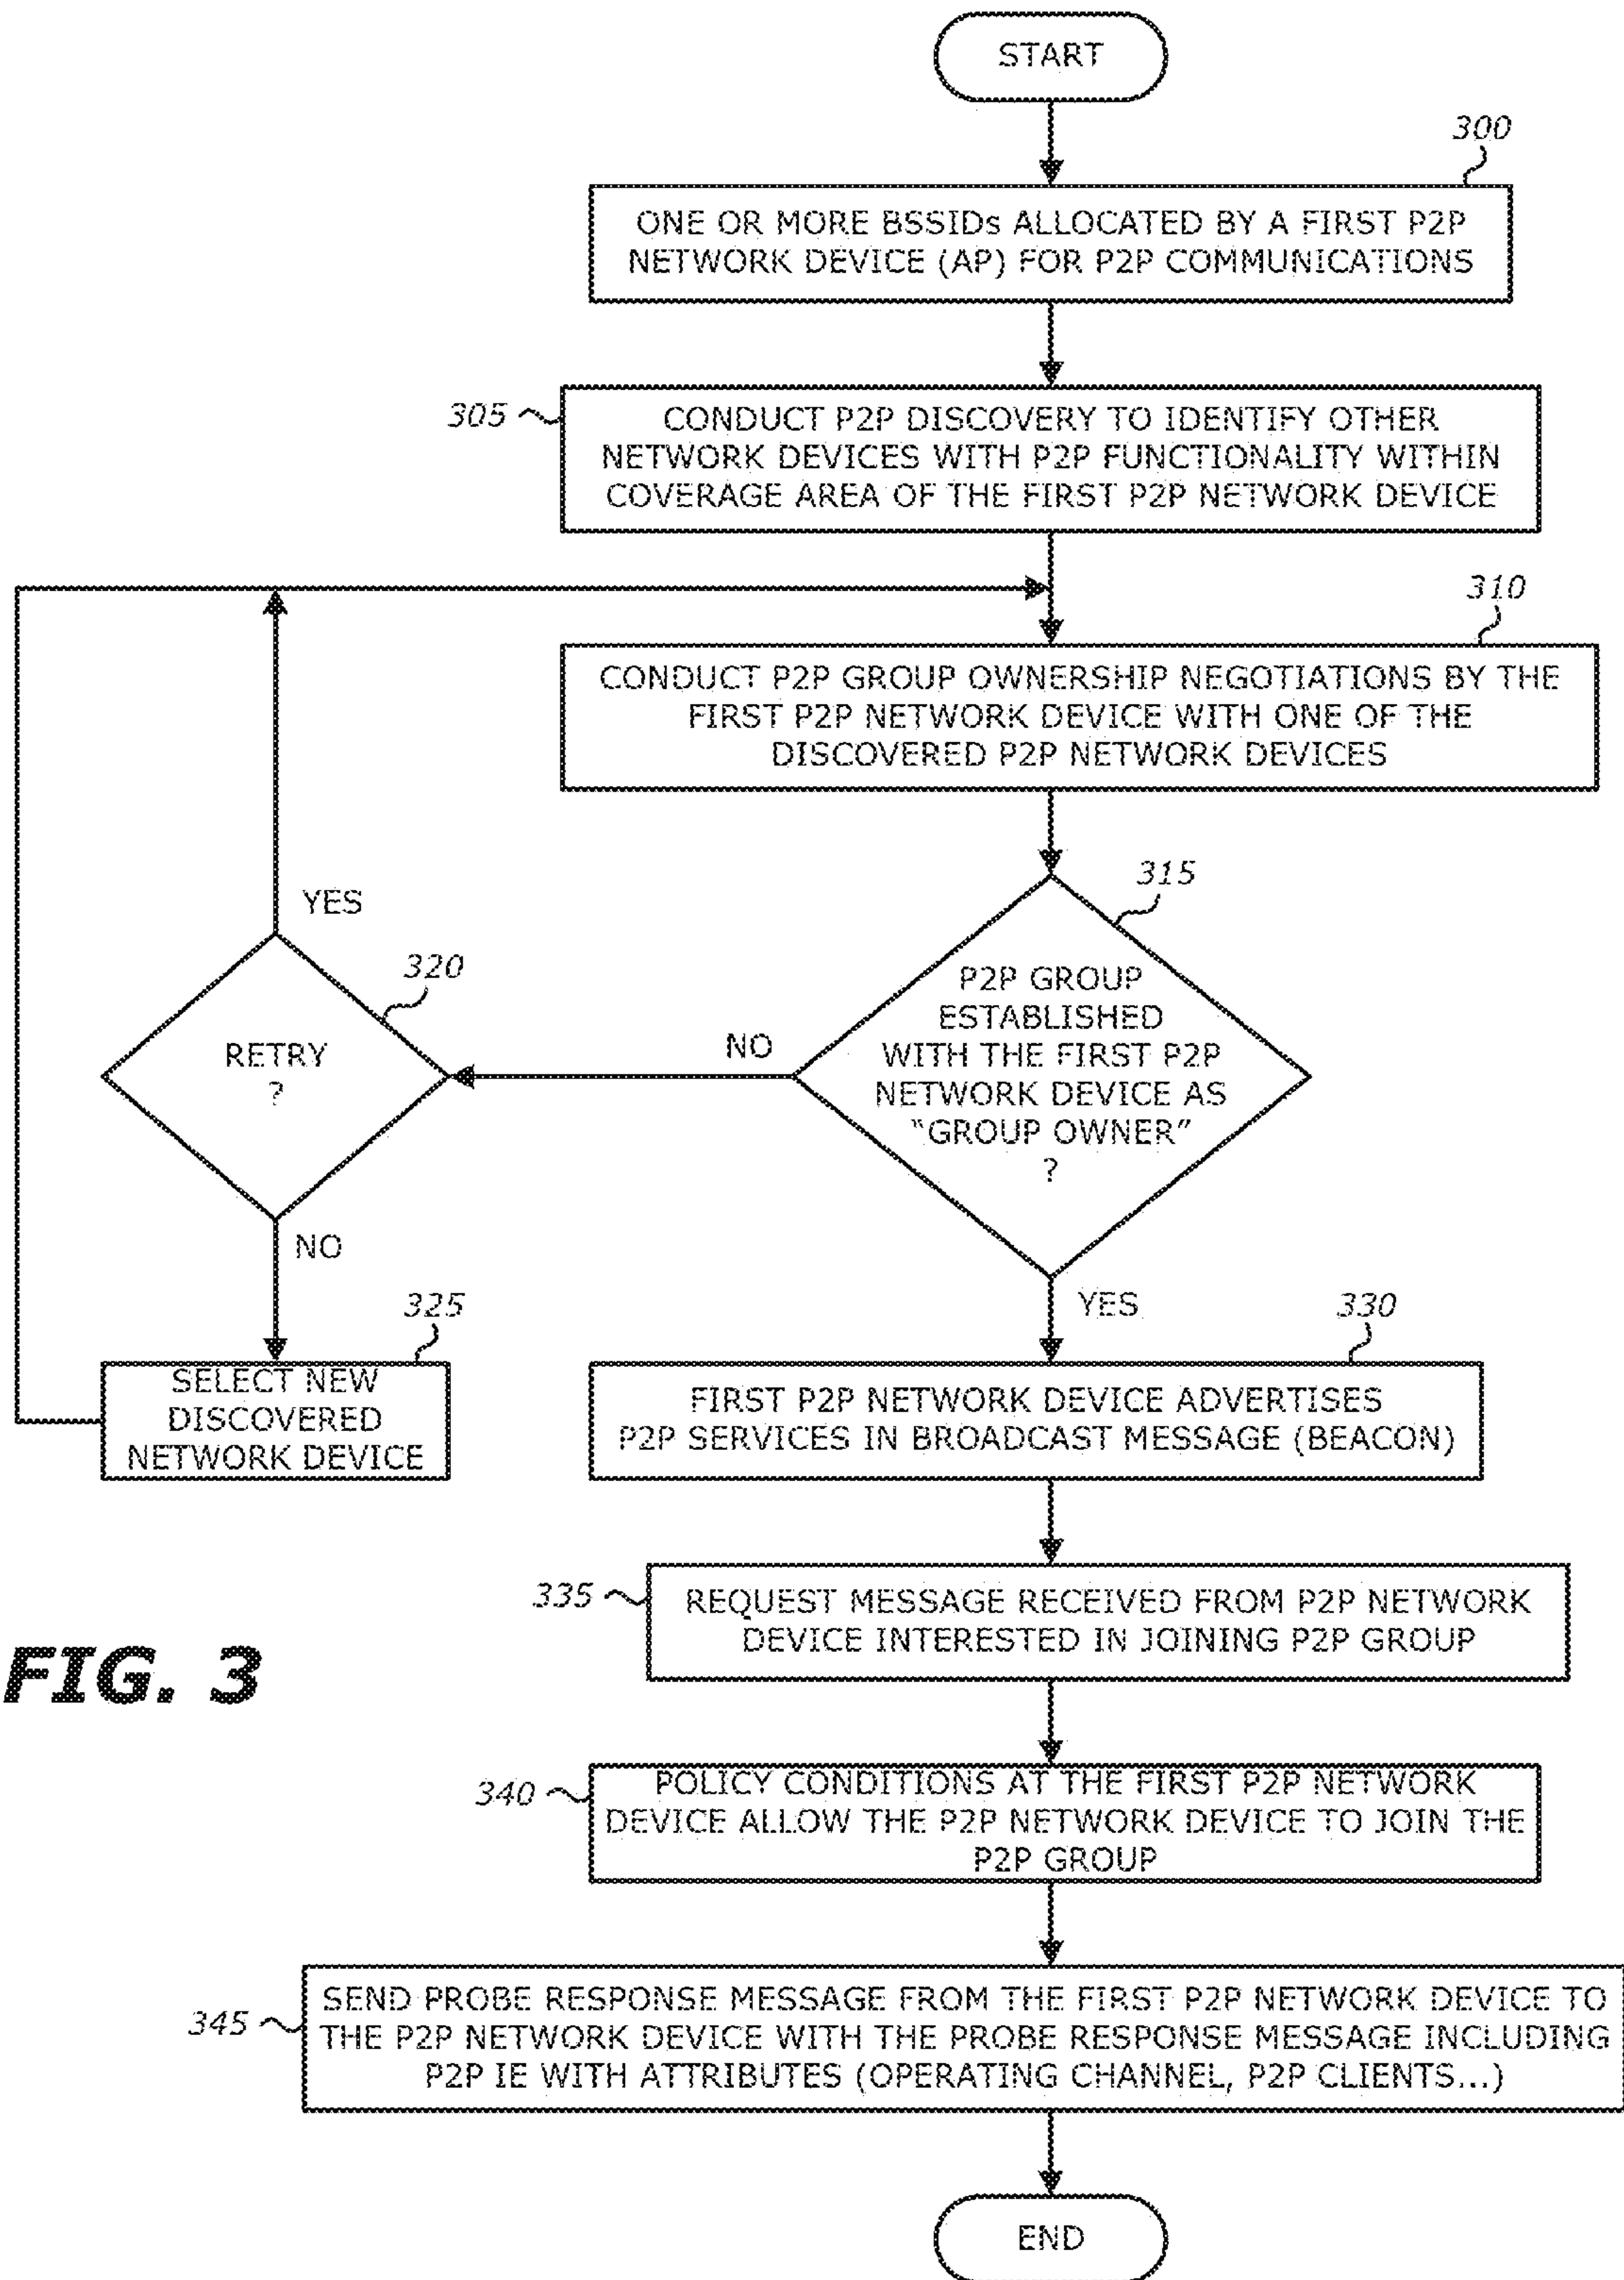 START
300
ONE OR MORE BSSIDs ALLOCATED BY A FIRST P2P
NETWORK DEVICE (AP) FOR P2P COMMUNICATIONS
305
CONDUCT P2P DISCOVERY TO IDENTIFY OTHER
NETWORK DEVICES WITH P2P FUNCTIONALITY WITHIN
COVERAGE AREA OF THE FIRST P2P NETWORK DEVICE
310
CONDUCT P2P GROUP OWNERSHIP NEGOTIATIONS BY THE
FIRST P2P NETWORK DEVICE WITH ONE OF THE
DISCOVERED P2P NETWORK DEVICES
315
P2P GROUP
ESTABLISHED
WITH THE FIRST P2P
NETWORK DEVICE AS
“GROUP OWNER”
?
NO
YES
320
RETRY
?
NO
325
SELECT NEW
DISCOVERED
NETWORK DEVICE
YES
330
FIRST P2P NETWORK DEVICE ADVERTISES
P2P SERVICES IN BROADCAST MESSAGE (BEACON)
335
REQUEST MESSAGE RECEIVED FROM P2P NETWORK
DEVICE INTERESTED IN JOINING P2P GROUP
FIG. 3
340
POLICY CONDITIONS AT THE FIRST P2P NETWORK
DEVICE ALLOW THE P2P NETWORK DEVICE TO JOIN THE
P2P GROUP
345
SEND PROBE RESPONSE MESSAGE FROM THE FIRST P2P NETWORK DEVICE TO
THE P2P NETWORK DEVICE WITH THE PROBE RESPONSE MESSAGE INCLUDING
P2P IE WITH ATTRIBUTES (OPERATING CHANNEL, P2P CLIENTS...)
END